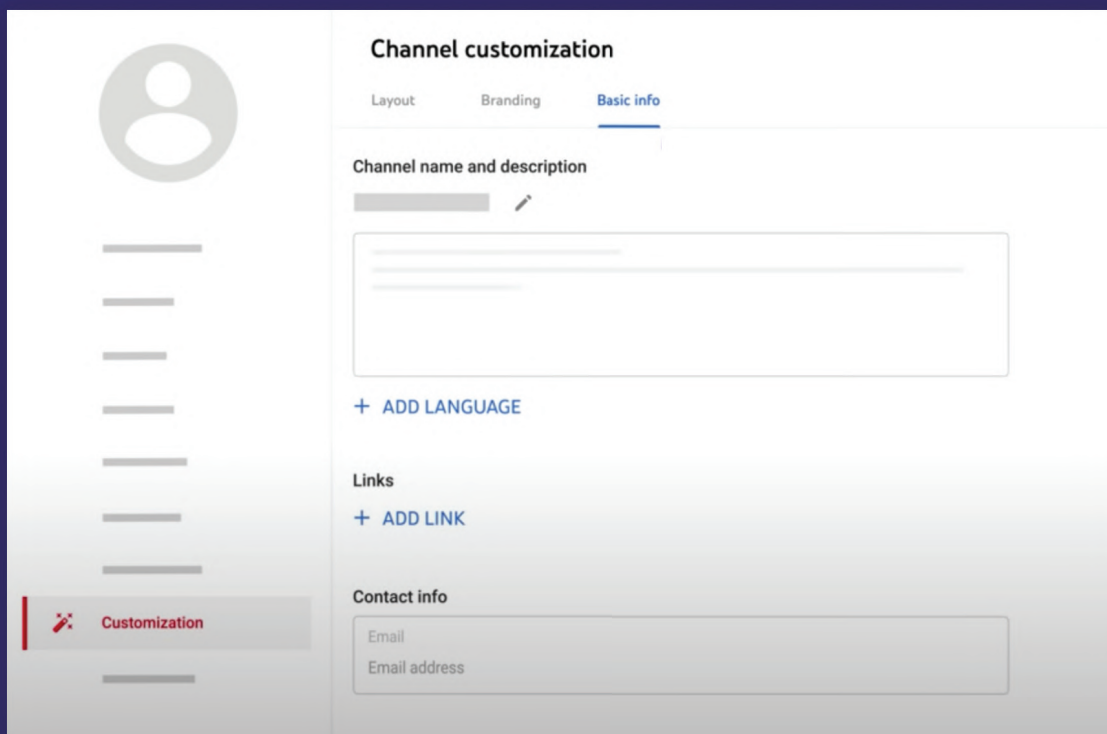 Channel customization
Layout Branding Basic info
Channel name and description
+ ADD LANGUAGE
Links
+ ADD LINK
Customization
Contact info
Email
Email address